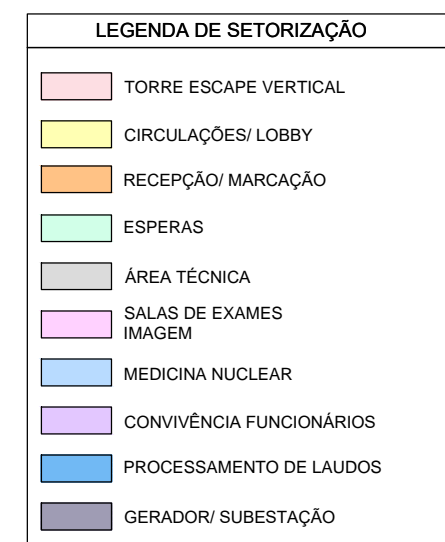 LEGENDA DE SETORIZAÇÃO
TORRE ESCAPE VERTICAL
CIRCULAÇÕES/ LOBBY
RECEPÇÃO/ MARCAÇÃO
ESPERAS
ÁREA TÉCNICA
SALAS DE EXAMES
IMAGEM
MEDICINA NUCLEAR
CONVIVÊNCIA FUNCIONÁRIOS
PROCESSAMENTO DE LAUDOS
GERADOR/ SUBESTAÇÃO